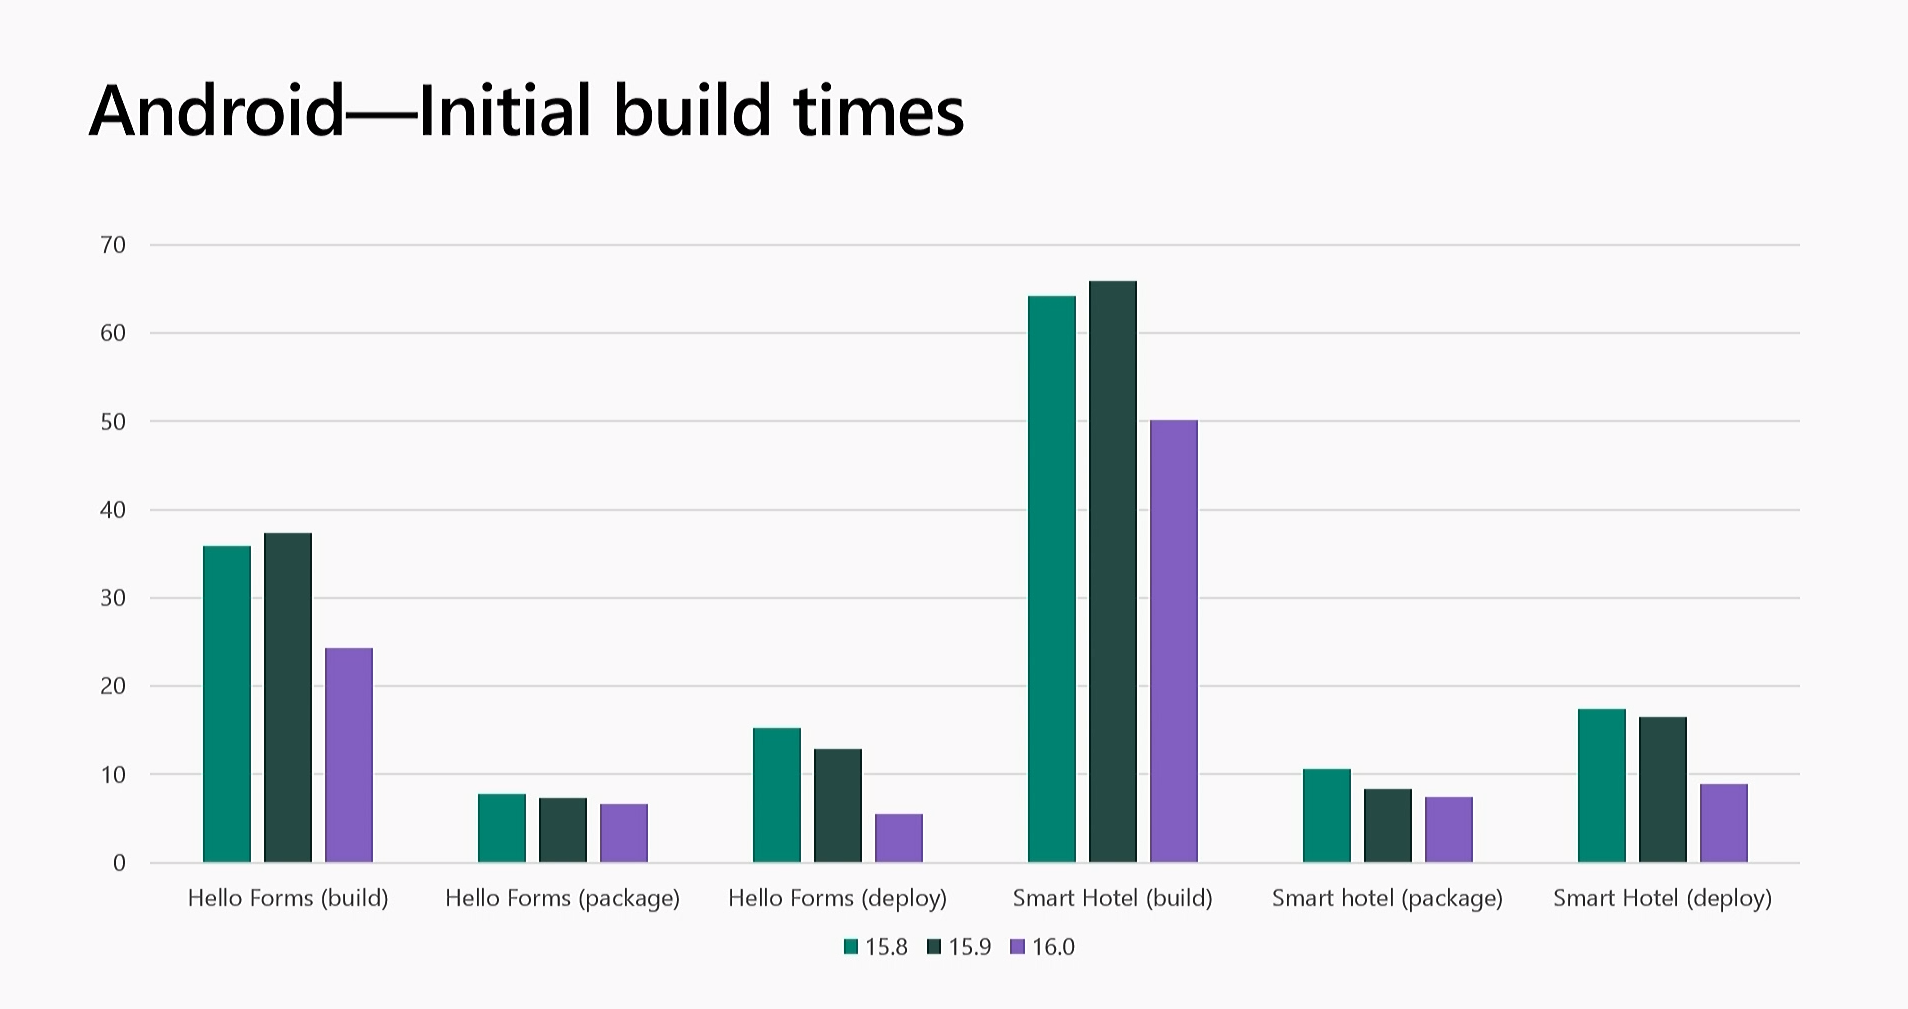 Android—Initial build times
70
60
50
40
30
20
10
0
Hello Forms (build) Hello Forms (package) Hello Forms (deploy) Smart Hotel (build) Smart hotel (package) Smart Hotel (deploy)
15.8 15.9 16.0